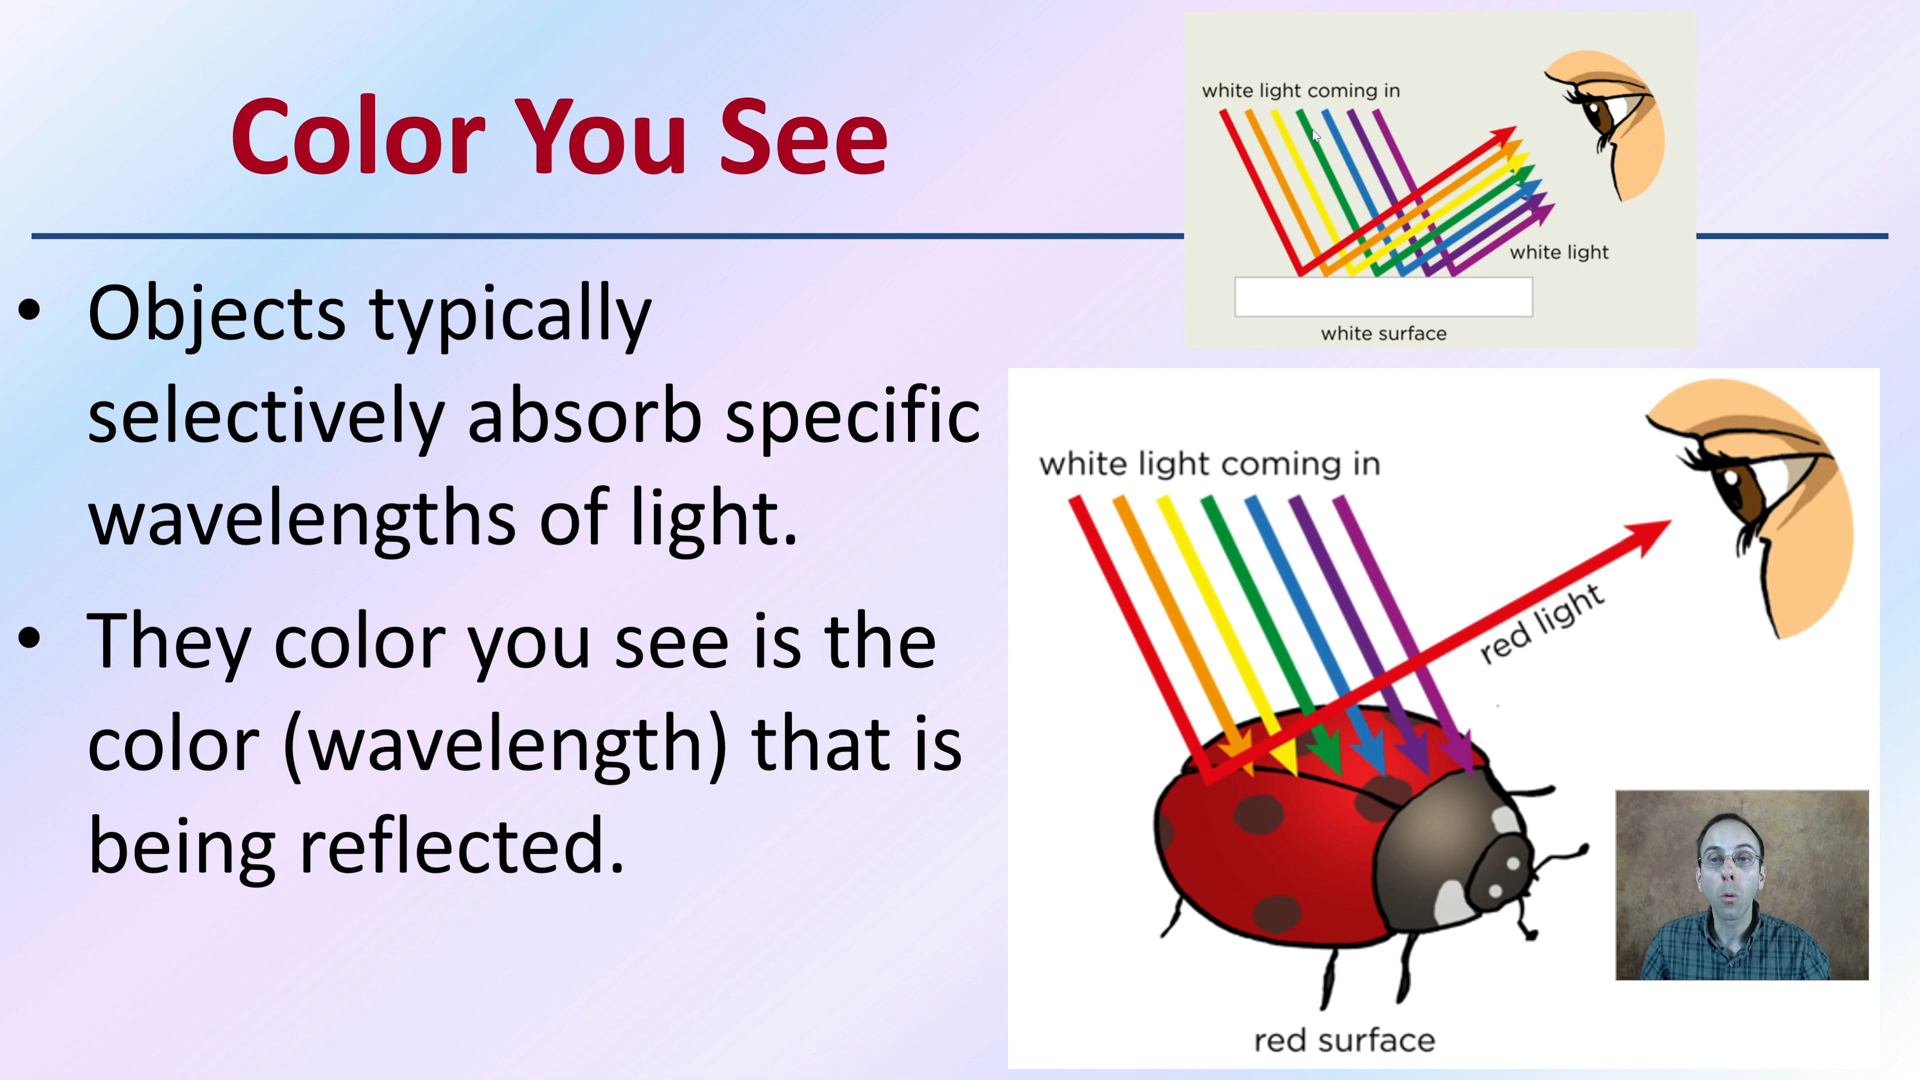 Color You See
• Objects typically
selectively absorb specific
wavelengths of light.
• They color you see is the
color (wavelength) that is
being reflected.
white light coming in
white light
white surface
white light coming in
red light
red surface